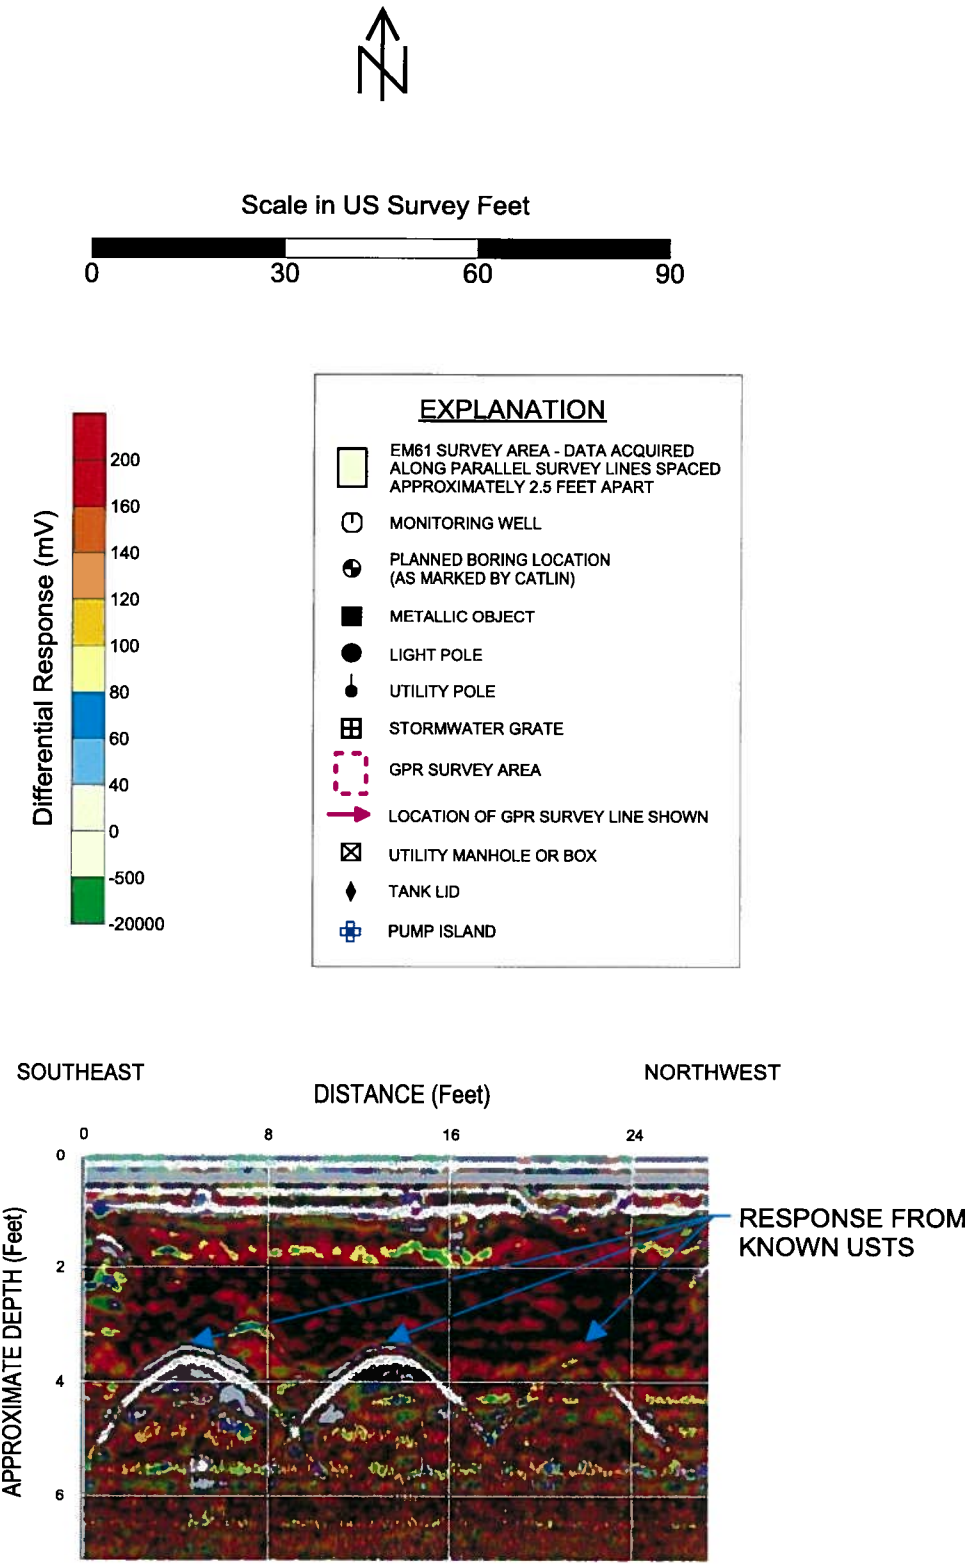 N
Scale in US Survey Feet
0 30 60 90
Differential Response (mV)
200
160
140
120
100
80
60
40
0
-500
-20000
EXPLANATION
EM61 SURVEY AREA - DATA ACQUIRED
ALONG PARALLEL SURVEY LINES SPACED
APPROXIMATELY 2.5 FEET APART
MONITORING WELL
PLANNED BORING LOCATION
(AS MARKED BY CATLIN)
METALLIC OBJECT
LIGHT POLE
UTILITY POLE
STORMWATER GRATE
GPR SURVEY AREA
LOCATION OF GPR SURVEY LINE SHOWN
UTILITY MANHOLE OR BOX
TANK LID
PUMP ISLAND
SOUTHEAST
NORTHWEST
DISTANCE (Feet)
0 8 16 24
APPROXIMATE DEPTH (Feet)
0
2
4
6
RESPONSE FROM
KNOWN USTS